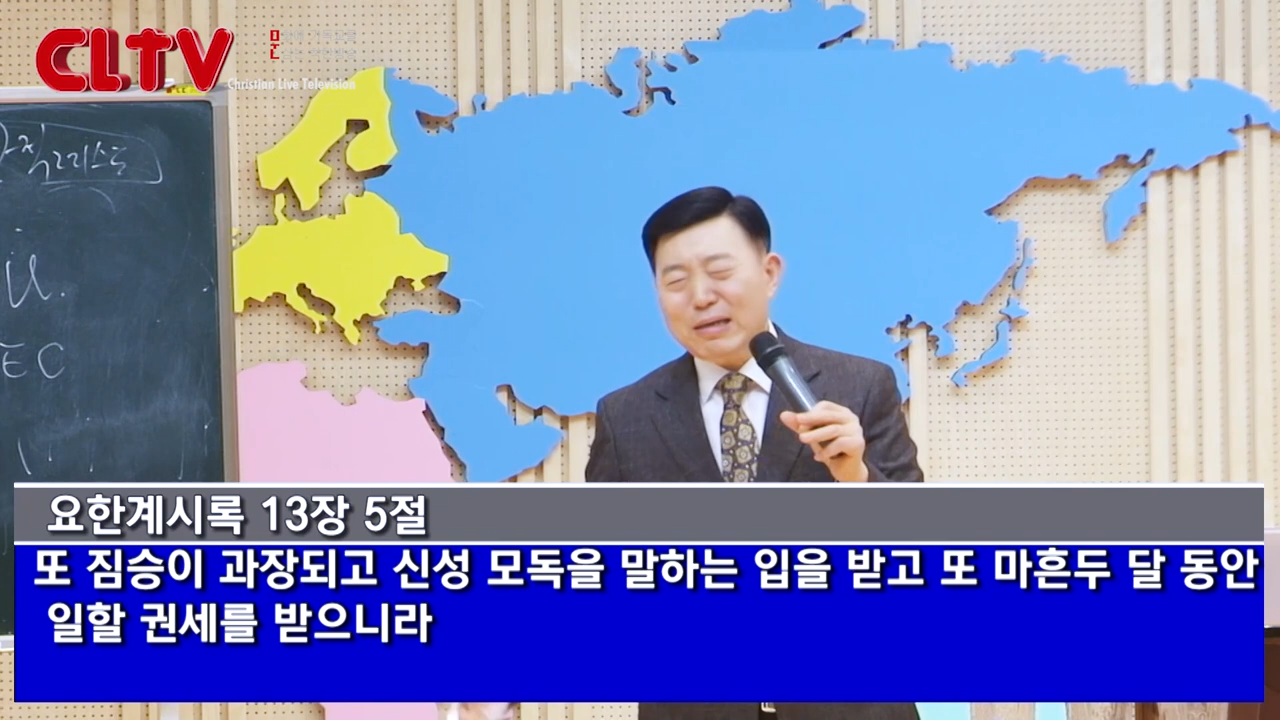 CLTV
Christian Live Television
EC
요한계시록 13장 5절
또 짐승이 과장되고 신성 모독을 말하는 입을 받고 또 마흔두 달 동안
일할 권세를 받으니라